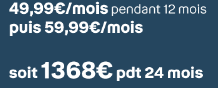 49,99€/mois pendant 12 mois
puis 59,99€/mois
soit 1368€ pdt 24 mois